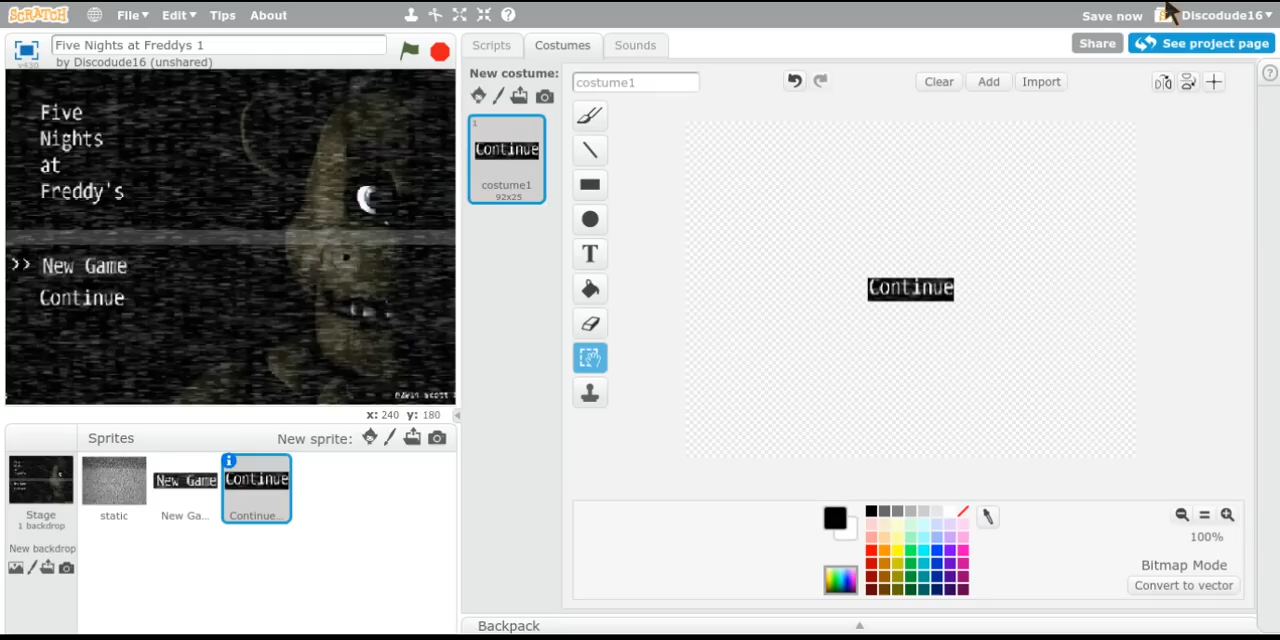 SCRATCH
File Edit Tips About
Save now
Discodude16
v430
Five Nights at Freddys 1
by Discodude16 (unshared)
Scripts Costumes Sounds
Share
See project page
Five
Nights
at
Freddy's
>> New Game
Continue
New costume:
1
Continue
costume1
92x25
costume1
Clear Add Import
T
Continue
x: 240 y: 180
Sprites
New sprite:
Stage
1 backdrop
New backdrop
static
New Game
New Ga...
Continue
Continue...
100%
Bitmap Mode
Convert to vector
Backpack